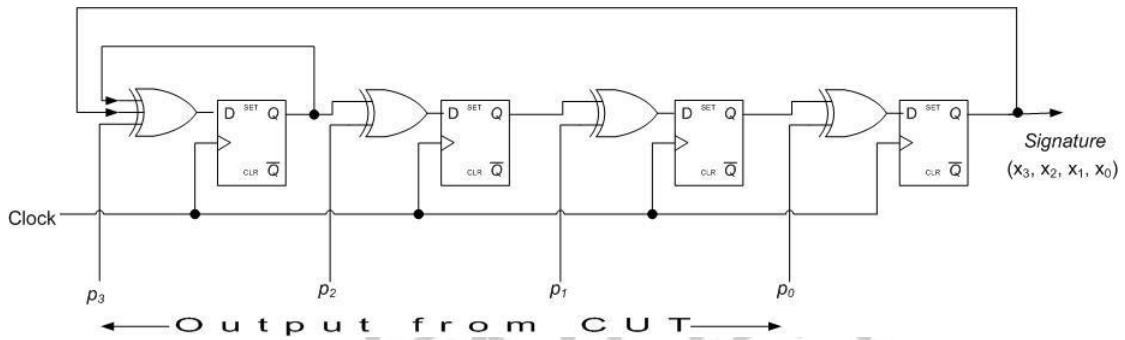 D SET Q
CLR Q
D SET Q
CLR Q
D SET Q
CLR Q
D SET Q
CLR Q
Signature
(x3, x2, x1, x0)
Clock
p3
p2
p1
p0
Output from CUT